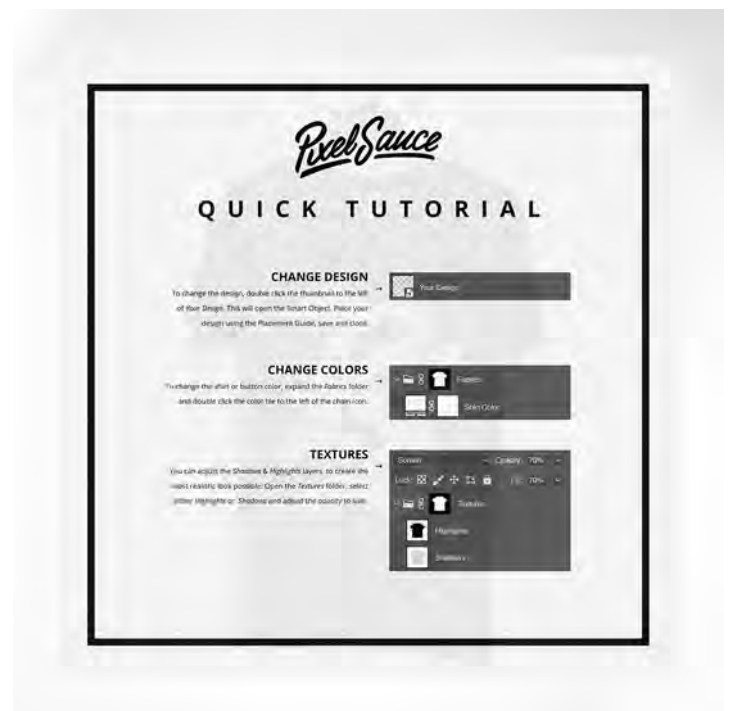 PixelSauce
QUICK TUTORIAL
CHANGE DESIGN
To change the design, double click the thumbnail to the left
of Your Design. This will open the Smart Object. Place your
design using the Placement Guide, save and close.
→
Your Design
CHANGE COLORS
To change the shirt or button color, expand the Fabrics folder
and double click the color tile to the left of the chain icon.
→
Fabrics
Shirt Color
TEXTURES
You can adjust the Shadows & Highlights layers, to create the
most realistic look possible. Open the Textures folder, select
either Highlights or Shadows and adjust the opacity to suit.
→
Screen Opacity: 70%
Lock: 70%
Textures
Highlights
Shadows